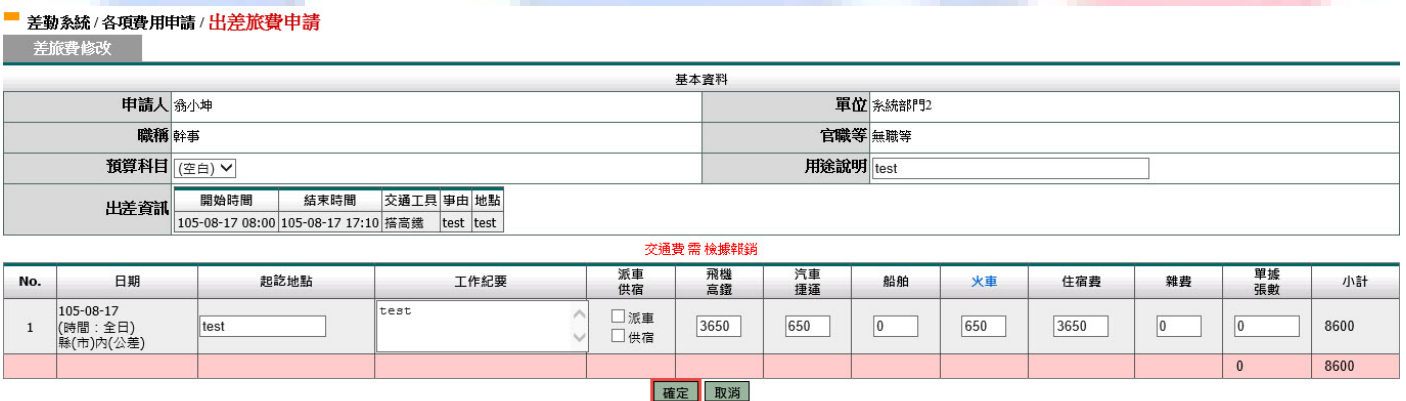 差勤系統 / 各項費用申請 / 出差旅費申請
差旅費修改
基本資料
申請人 翁小坤 單位 系統部門2
職稱 幹事 官職等 無職等
預算科目 (空白) 用途說明 test
出差資訊
開始時間 結束時間 交通工具 事由 地點
105-08-17 08:00 105-08-17 17:10 搭高鐵 test test
交通費 需 檢據報銷
No. 日期 起訖地點 工作紀要 派車供宿 飛機高鐵 汽車捷運 船舶 火車 住宿費 雜費 單據張數 小計
1 105-08-17 (時間：全日) 縣(市)內(公差) test test 派車 供宿 3650 650 0 650 3650 0 0 8600
0 8600
確定 取消